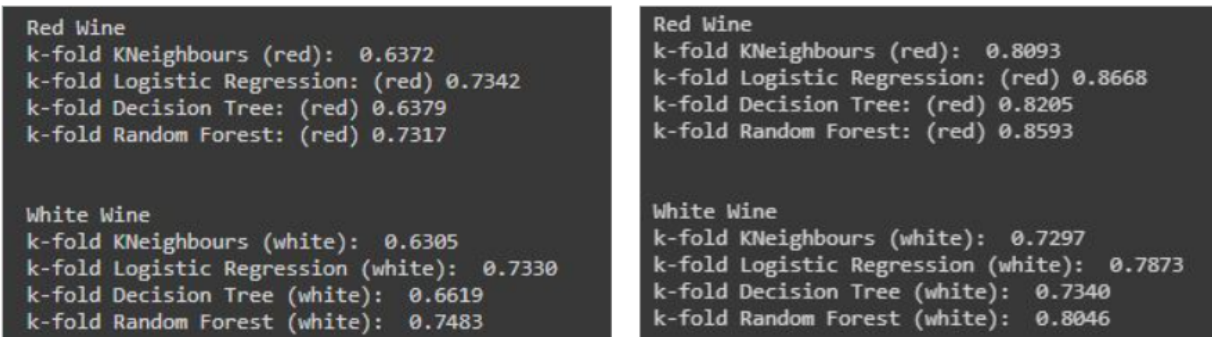 Red Wine
k-fold KNeighbours (red):  0.6372
k-fold Logistic Regression: (red) 0.7342
k-fold Decision Tree: (red) 0.6379
k-fold Random Forest: (red) 0.7317
White Wine
k-fold KNeighbours (white):  0.6305
k-fold Logistic Regression (white):  0.7330
k-fold Decision Tree (white):  0.6619
k-fold Random Forest (white):  0.7483
Red Wine
k-fold KNeighbours (red):  0.8093
k-fold Logistic Regression: (red) 0.8668
k-fold Decision Tree: (red) 0.8205
k-fold Random Forest: (red) 0.8593
White Wine
k-fold KNeighbours (white):  0.7297
k-fold Logistic Regression (white):  0.7873
k-fold Decision Tree (white):  0.7340
k-fold Random Forest (white):  0.8046